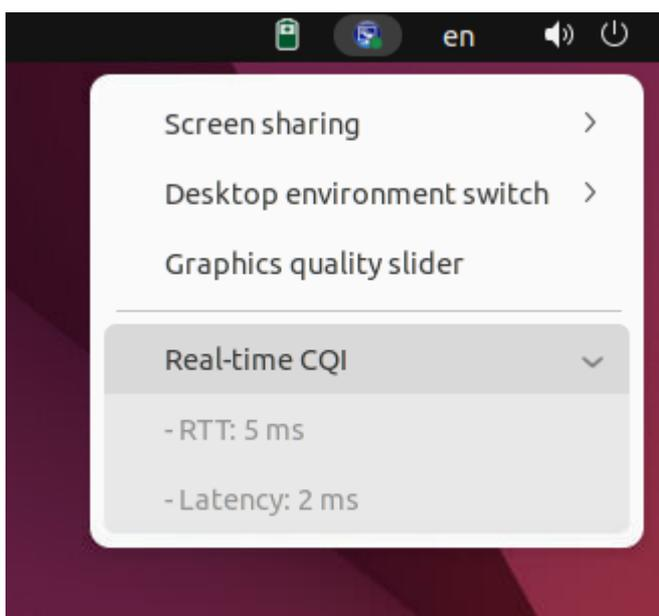 en
Screen sharing
Desktop environment switch
Graphics quality slider
Real-time CQI
- RTT: 5 ms
- Latency: 2 ms